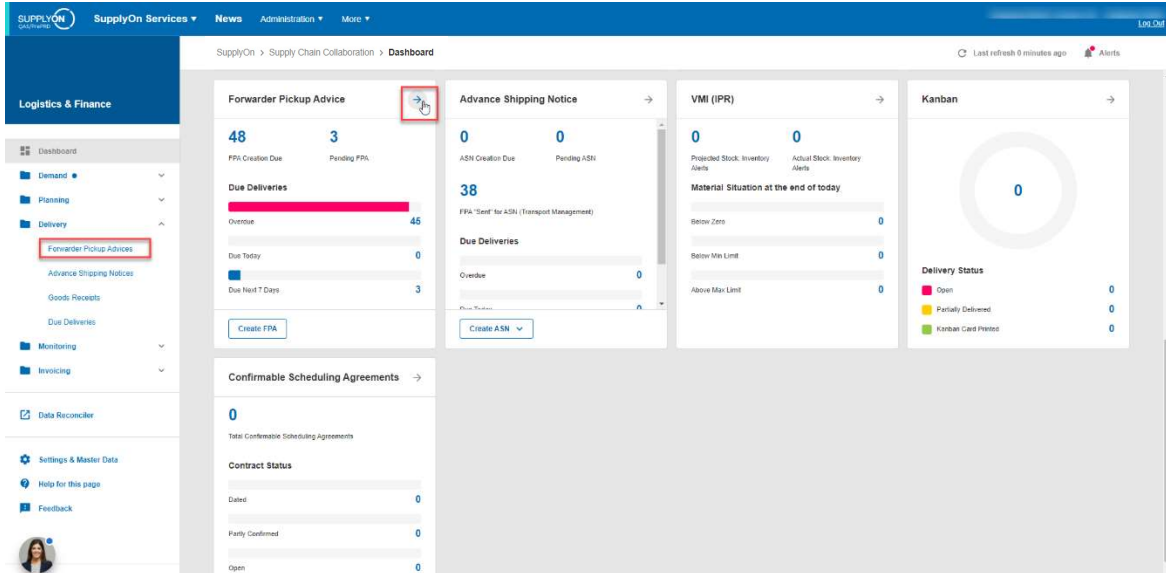 SUPPLYON SupplyOn Services ▾ News Administration ▾ More ▾
Log Out
SupplyOn > Supply Chain Collaboration > Dashboard
Last refresh 0 minutes ago Alerts
Logistics & Finance
Dashboard
Demand
Planning
Delivery
Forwarder Pickup Advices
Advance Shipping Notices
Goods Receipts
Due Deliveries
Monitoring
Invoicing
Data Reconciler
Settings & Master Data
Help for this page
Feedback
Forwarder Pickup Advice
48 3
FPA Creation Due Pending FPA
Due Deliveries
Overdue 45
Due Today 0
Due Next 7 Days 3
Create FPA
Advance Shipping Notice
0 0
ASN Creation Due Pending ASN
38
FPA "Sent" for ASN (Transport Management)
Due Deliveries
Overdue 0
Due Today 0
Create ASN
VMI (IPR)
0 0
Projected Stock: Inventory Alerts
Actual Stock: Inventory Alerts
Material Situation at the end of today
Below Zero 0
Below Min Limit 0
Above Max Limit 0
Kanban
0
Delivery Status
Open 0
Partially Delivered 0
Kanban Card Printed 0
Confirmable Scheduling Agreements
0
Total Confirmable Scheduling Agreements
Contract Status
Dated 0
Partly Confirmed 0
Open 0